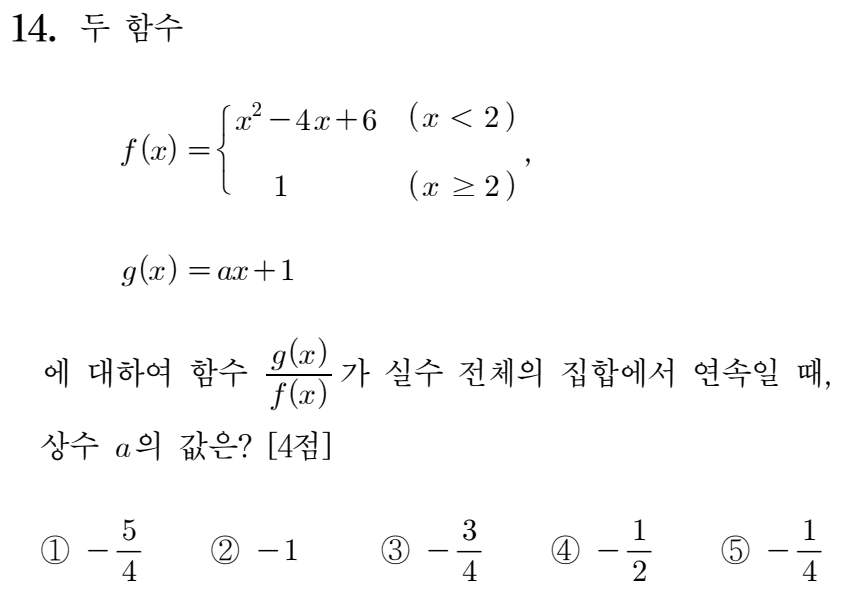 14. 두 함수
f(x) = { x² − 4x + 6 (x < 2)
1 (x ≥ 2) ,
g(x) = ax + 1
에 대하여 함수 g(x)/f(x) 가 실수 전체의 집합에서 연속일 때,
상수 a의 값은? [4점]
① −5/4 ② −1 ③ −3/4 ④ −1/2 ⑤ −1/4